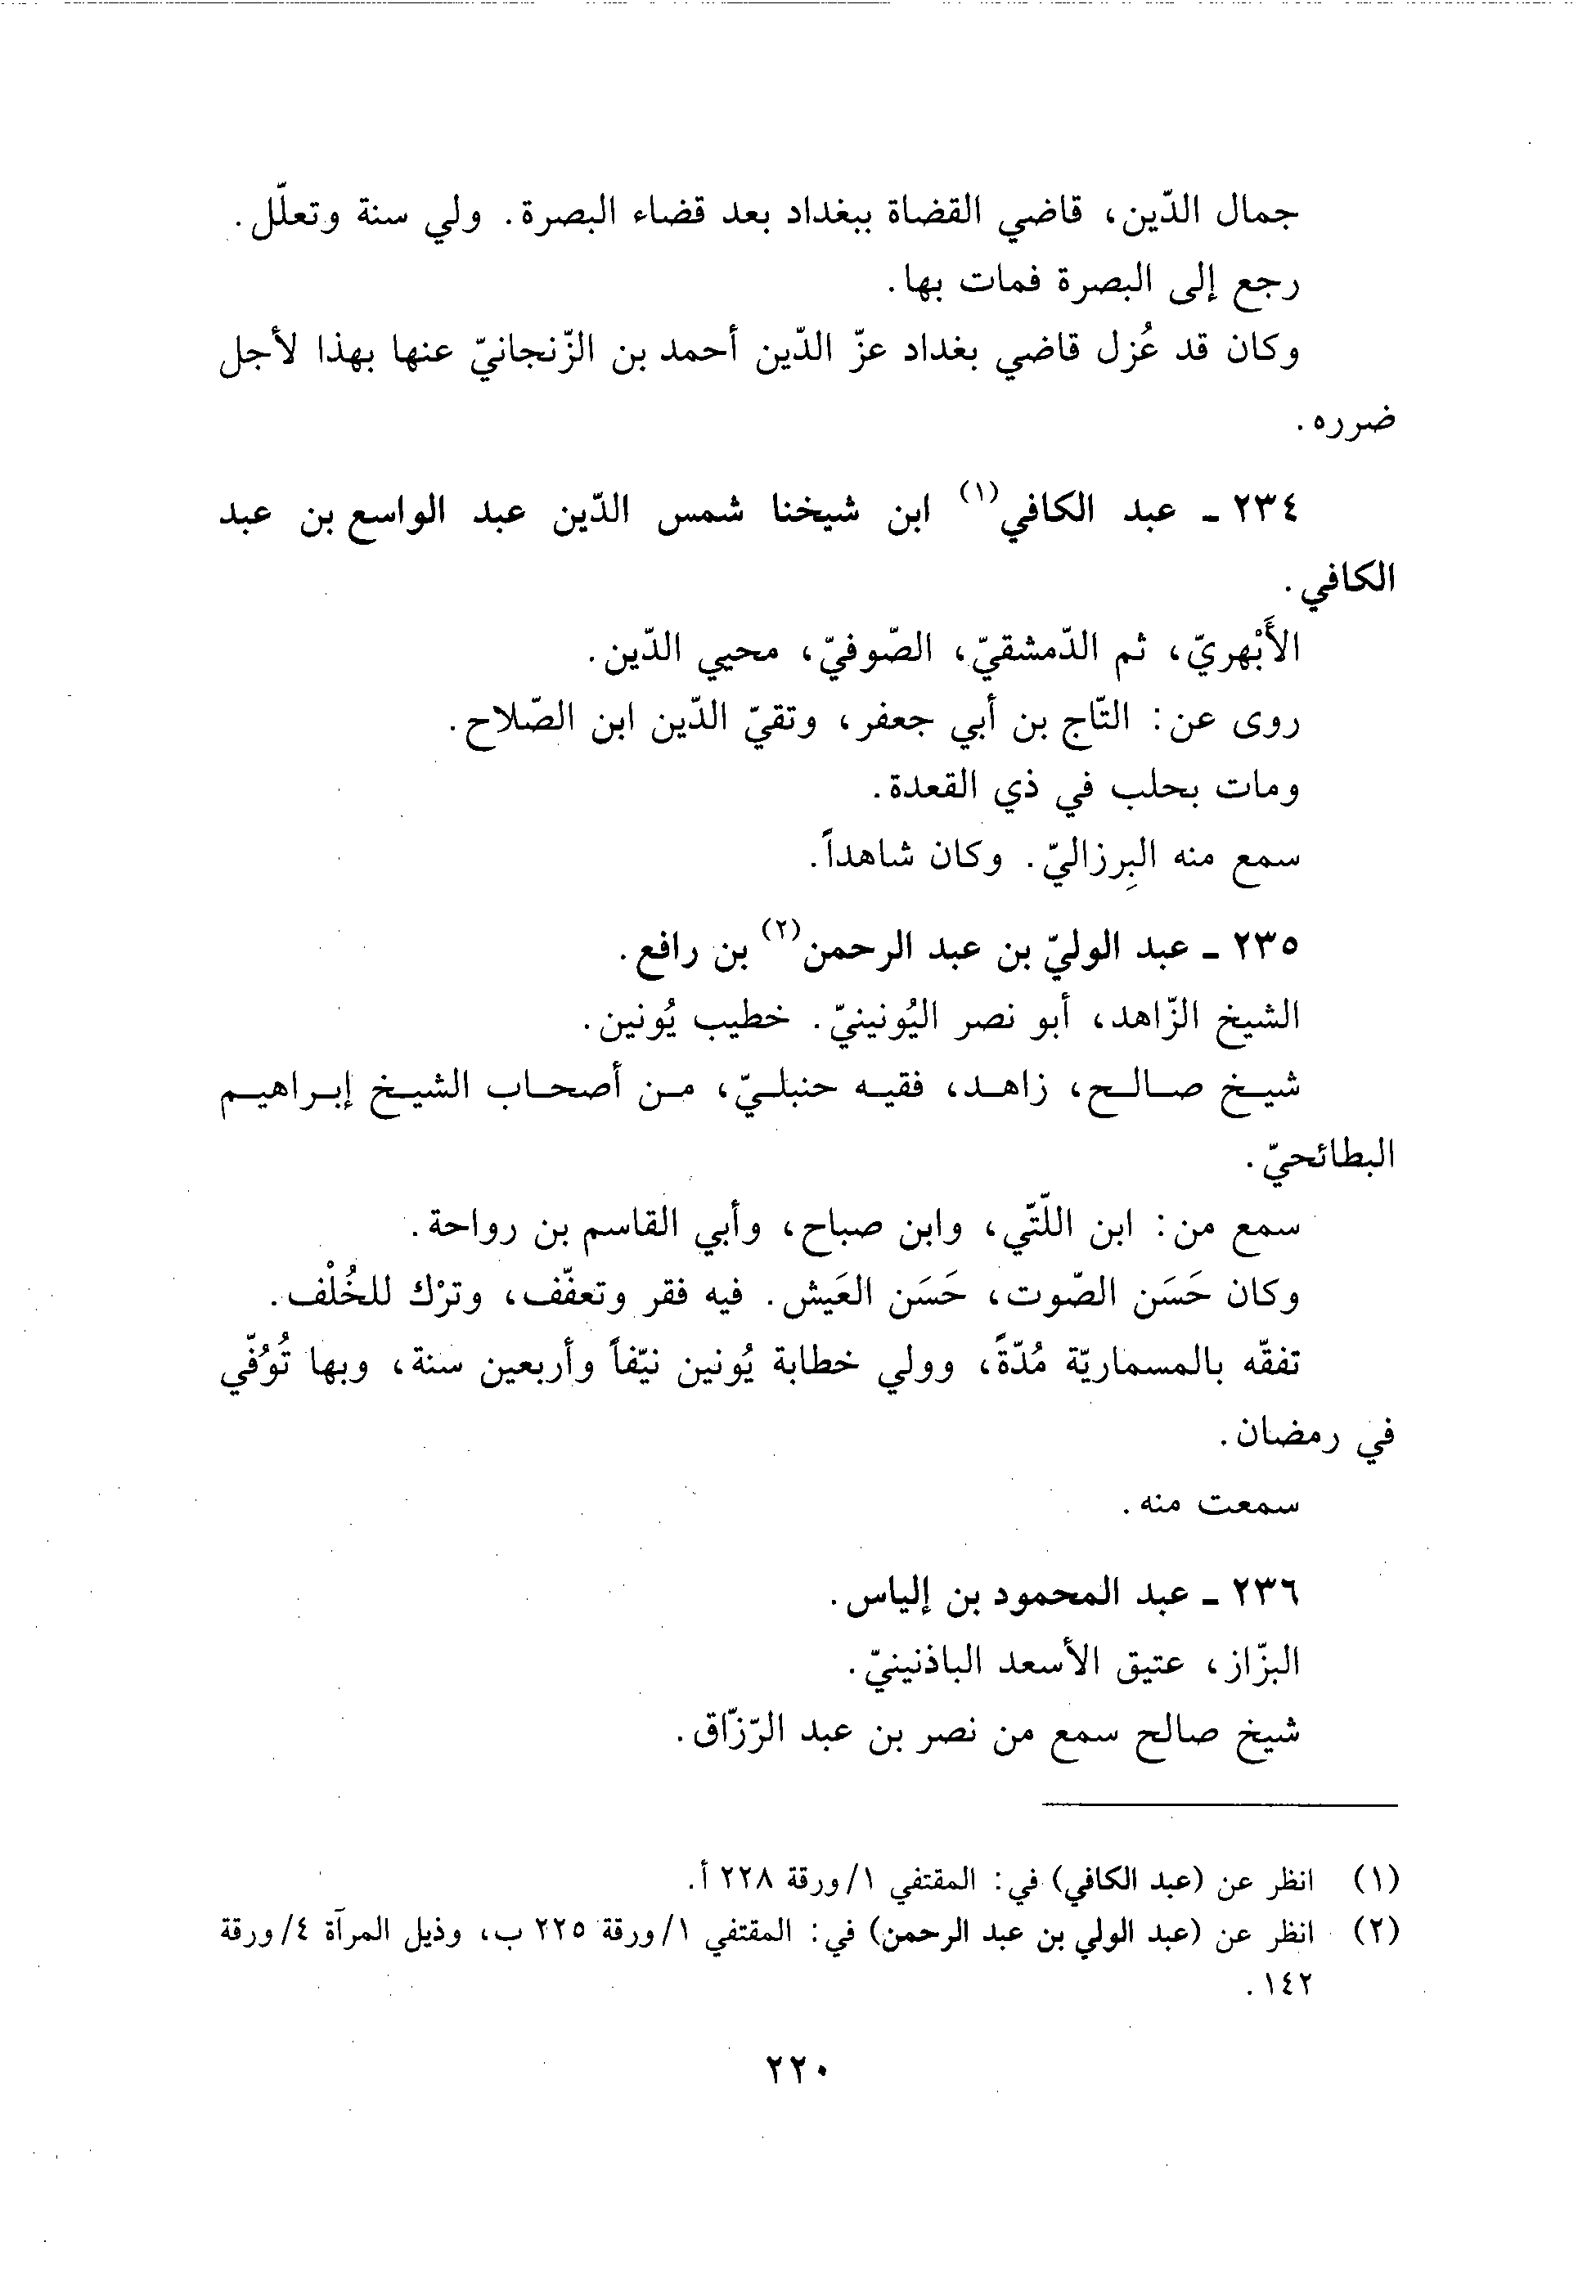 جمال الدّين، قاضي القضاة ببغداد بعد قضاء البصرة. ولي سنة وتعلّل.
رجع إلى البصرة فمات بها.
وكان قد عُزل قاضي بغداد عزّ الدّين أحمد بن الزّنجانيّ عنها بهذا لأجل
ضرره.
٢٣٤ ـ عبد الكافي(١) ابن شيخنا شمس الدّين عبد الواسع بن عبد
الكافي.
الأَبْهريّ، ثم الدّمشقيّ، الصّوفيّ، محيي الدّين.
روى عن: التّاج بن أبي جعفر، وتقيّ الدّين ابن الصّلاح.
ومات بحلب في ذي القعدة.
سمع منه البِرزاليّ. وكان شاهداً.
٢٣٥ ـ عبد الوليّ بن عبد الرحمن(٢) بن رافع.
الشيخ الزّاهد، أبو نصر اليُونينيّ. خطيب يُونين.
شيـخ صـالـح، زاهـد، فقيـه حنبلـيّ، مـن أصحـاب الشيـخ إبـراهيـم
البطائحيّ.
سمع من: ابن اللّتّي، وابن صباح، وأبي القاسم بن رواحة.
وكان حَسَن الصّوت، حَسَن العَيش. فيه فقر وتعفّف، وترْك للخُلْف.
تفقّه بالمسماريّة مُدّةً، وولي خطابة يُونين نيّفاً وأربعين سنة، وبها تُوُفّي
في رمضان.
سمعت منه.
٢٣٦ ـ عبد المحمود بن إلياس.
البزّاز، عتيق الأسعد الباذنينيّ.
شيخ صالح سمع من نصر بن عبد الرّزّاق.
(١) انظر عن (عبد الكافي) في: المقتفي ١/ورقة ٢٢٨ أ.
(٢) انظر عن (عبد الولي بن عبد الرحمن) في: المقتفي ١/ورقة ٢٢٥ ب، وذيل المرآة ٤/ورقة
١٤٢.
٢٢٠